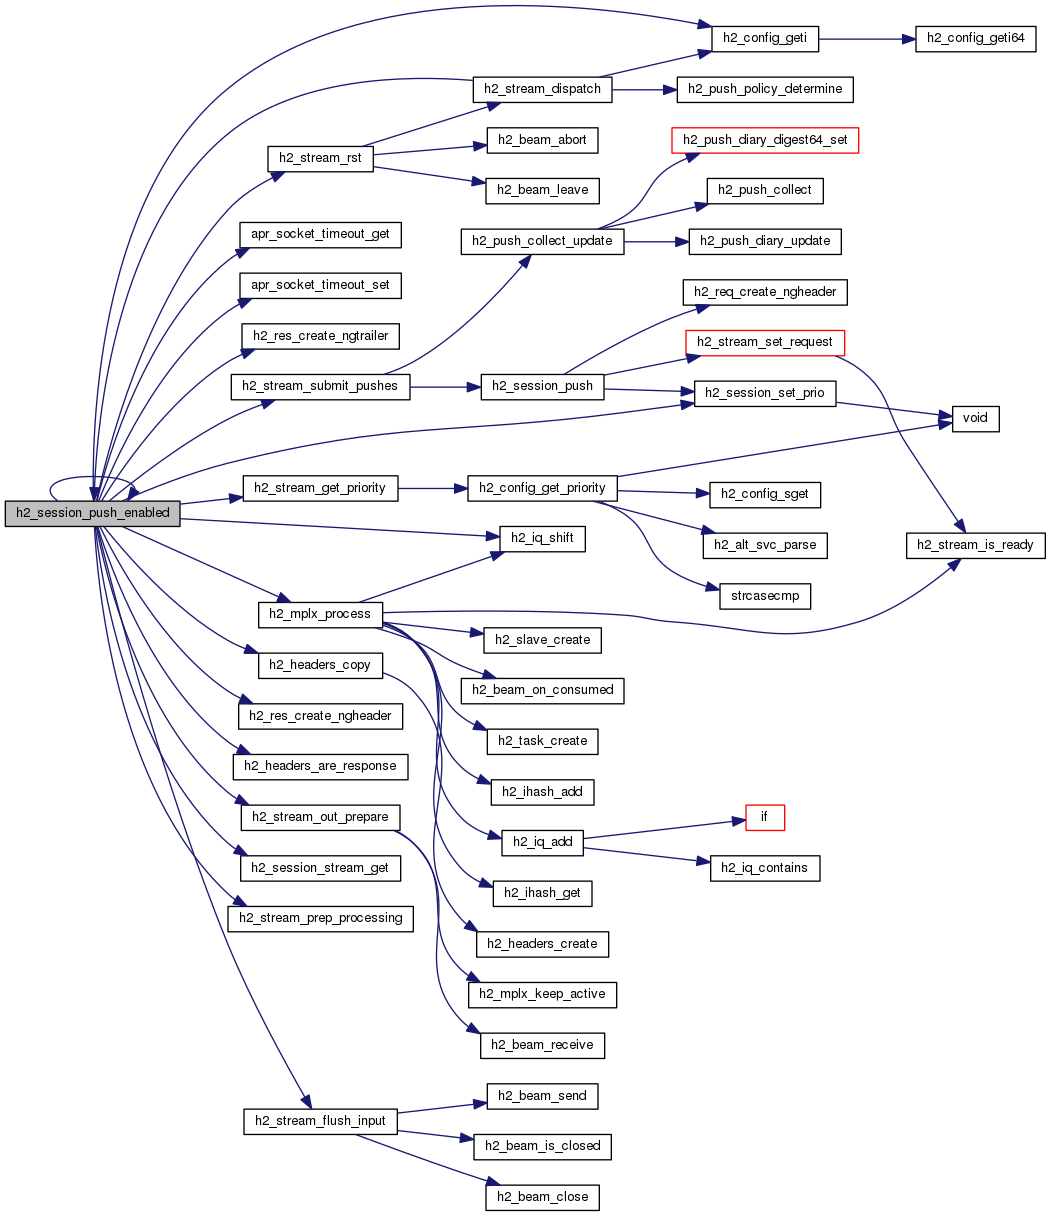 h2_config_geti
h2_config_geti64
h2_stream_dispatch
h2_push_policy_determine
h2_beam_abort
h2_push_diary_digest64_set
h2_stream_rst
h2_beam_leave
h2_push_collect
apr_socket_timeout_get
h2_push_collect_update
h2_push_diary_update
apr_socket_timeout_set
h2_req_create_ngheader
h2_res_create_ngtrailer
h2_stream_set_request
h2_stream_submit_pushes
h2_session_push
h2_session_set_prio
void
h2_stream_get_priority
h2_config_get_priority
h2_config_sget
h2_session_push_enabled
h2_iq_shift
h2_alt_svc_parse
h2_stream_is_ready
strcasecmp
h2_mplx_process
h2_slave_create
h2_headers_copy
h2_beam_on_consumed
h2_res_create_ngheader
h2_task_create
h2_headers_are_response
h2_ihash_add
h2_stream_out_prepare
if
h2_iq_add
h2_session_stream_get
h2_iq_contains
h2_ihash_get
h2_stream_prep_processing
h2_headers_create
h2_mplx_keep_active
h2_beam_receive
h2_beam_send
h2_stream_flush_input
h2_beam_is_closed
h2_beam_close